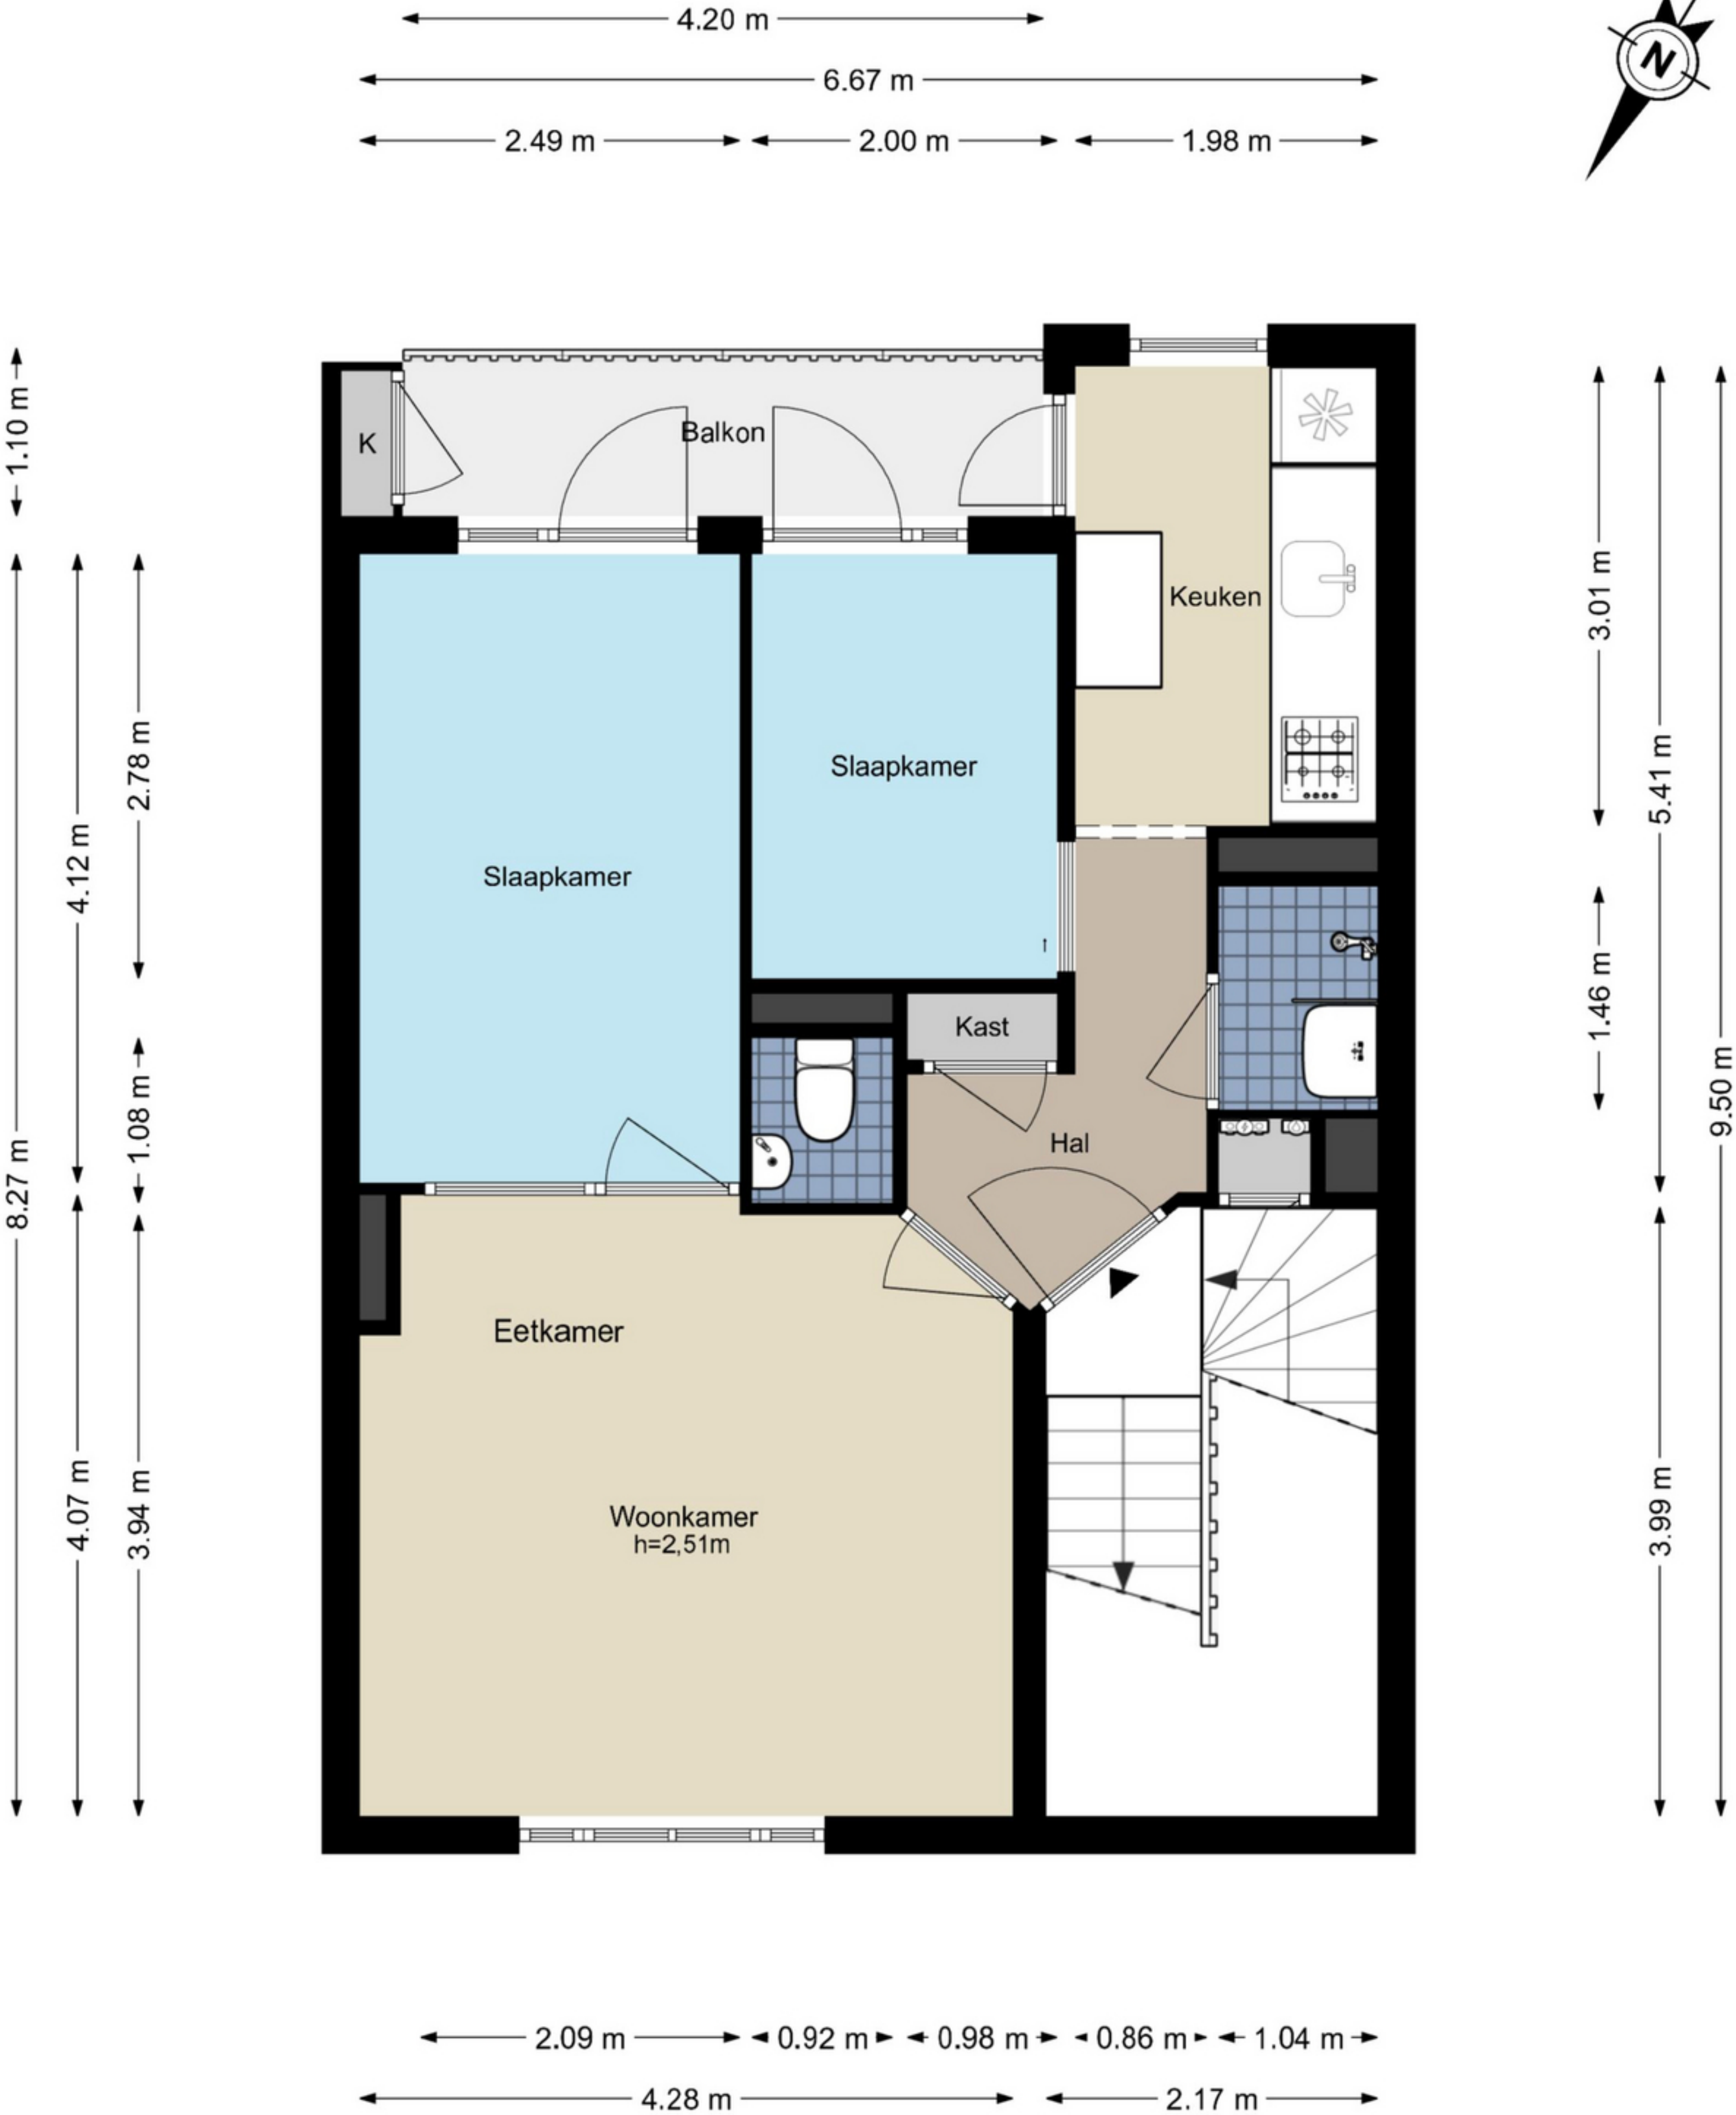 4.20 m
6.67 m
2.49 m
2.00 m
1.98 m
N
1.10 m
K
Balkon
Keuken
3.01 m
2.78 m
5.41 m
4.12 m
Slaapkamer
Slaapkamer
1.46 m
Kast
9.50 m
1.08 m
Hal
8.27 m
Eetkamer
4.07 m
3.94 m
Woonkamer
h=2,51m
3.99 m
2.09 m
0.92 m
0.98 m
0.86 m
1.04 m
4.28 m
2.17 m